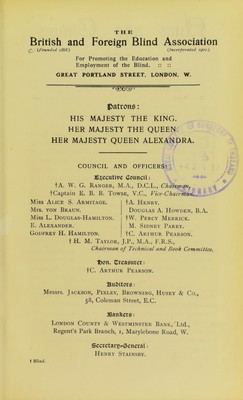 THE
British and Foreign Blind Association
(Founded 1868) (Incorporated 1902)
For Promoting the Education and
Employment of the Blind. :: ::
GREAT PORTLAND STREET, LONDON, W.
Patrons:
HIS MAJESTY THE KING.
HER MAJESTY THE QUEEN.
HER MAJESTY QUEEN ALEXANDRA.
COUNCIL AND OFFICERS:
Executive Council:
†A. W. G. RANGER, M.A., D.C.L., Chairman.
†Captain E. B. B. TOWSE, V.C., Vice-Chairman.
MISS ALICE S. ARMITAGE. †A. HENRY.
MRS. VON BRAUN. DOUGLAS A. HOWDEN, B.A.
MISS L. DOUGLAS-HAMILTON. †W. PERCY MERRICK.
E. ALEXANDER. M. SIDNEY PARRY.
GODFREY H. HAMILTON. †C. ARTHUR PEARSON.
†H. M. TAYLOR, J.P., M.A., F.R.S.,
Chairman of Technical and Book Committee.
Hon. Treasurer:
†C. ARTHUR PEARSON.
Auditors:
MESSRS. JACKSON, PIXLEY, BROWNING, HUSEY & CO.,
58, Coleman Street, E.C.
Bankers:
LONDON COUNTY & WESTMINSTER BANK, Ltd.,
Regent's Park Branch, 1, Marylebone Road, W.
Secretary-General:
HENRY STAINSBY.
† Blind.